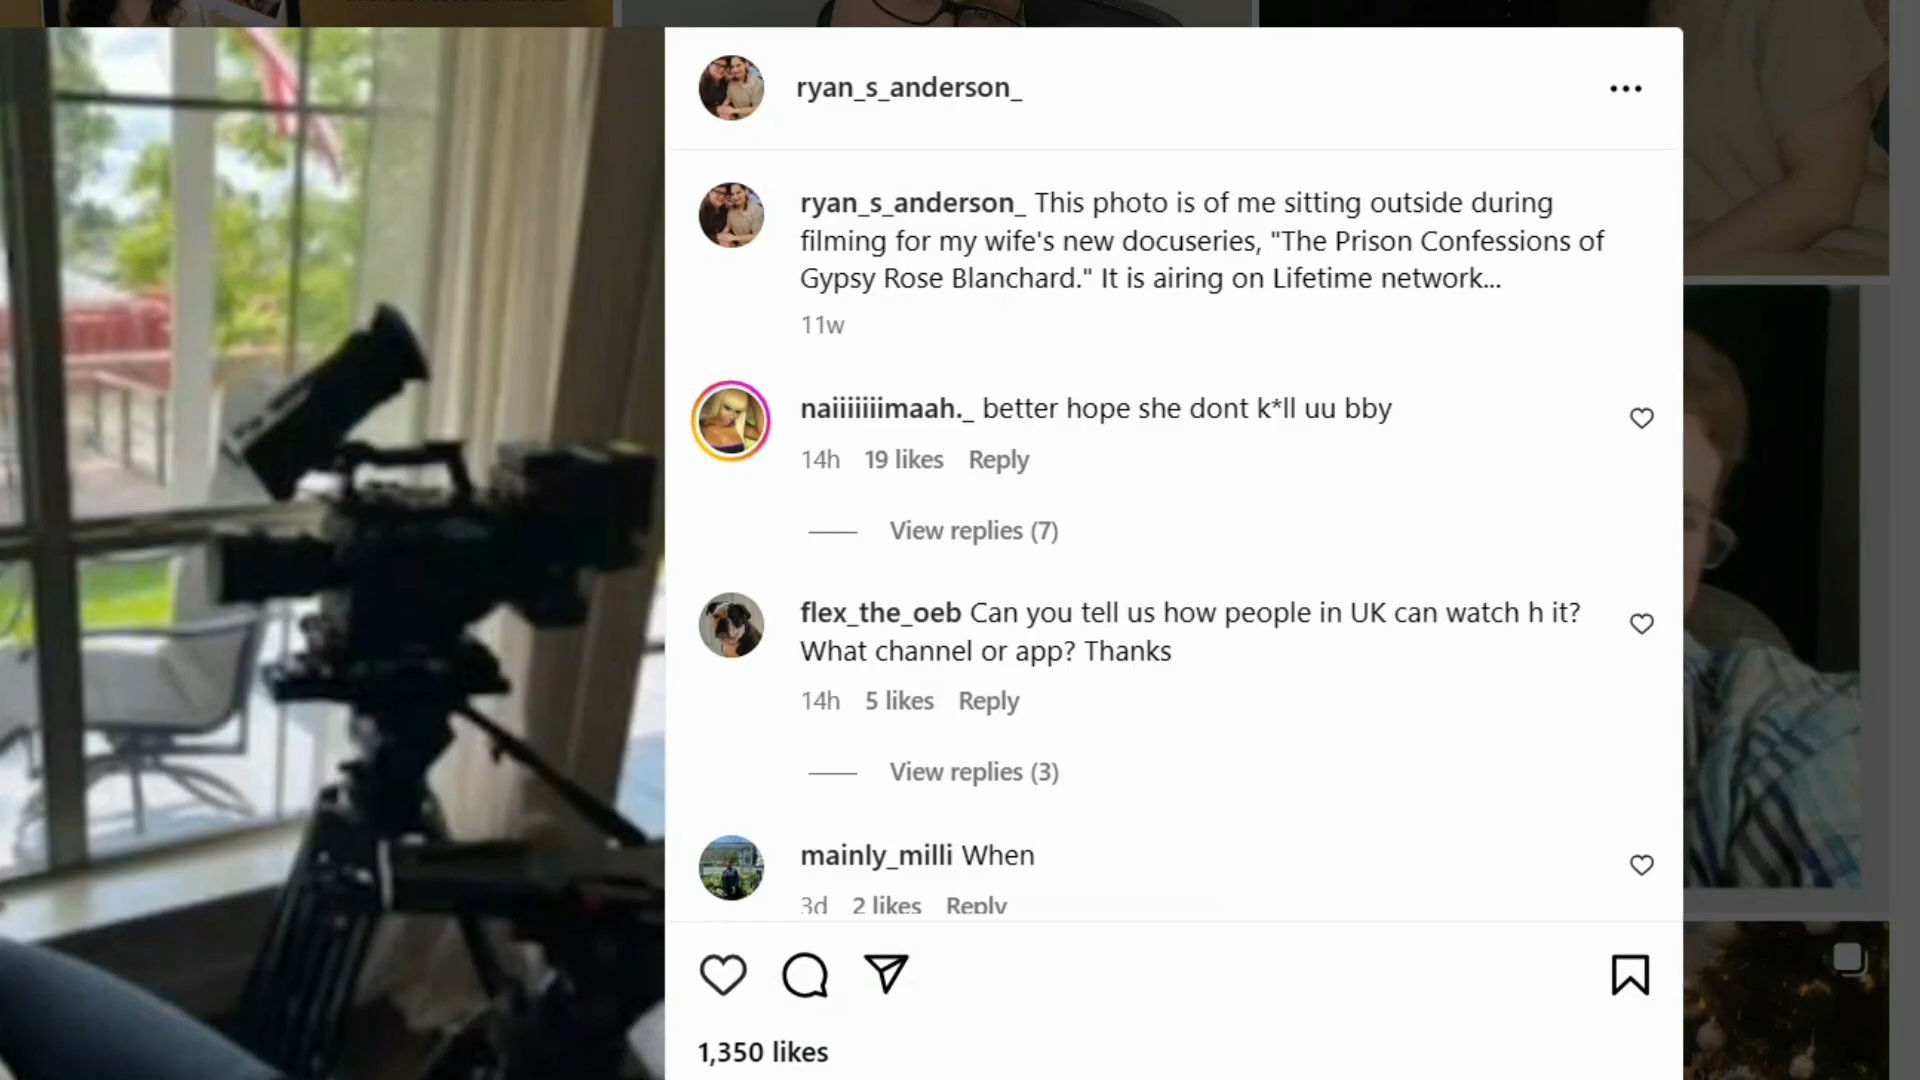 ryan_s_anderson_
ryan_s_anderson_ This photo is of me sitting outside during
filming for my wife's new docuseries, "The Prison Confessions of
Gypsy Rose Blanchard." It is airing on Lifetime network...
11w
naiiiiiiimaah._ better hope she dont k*ll uu bby
14h 19 likes Reply
View replies (7)
flex_the_oeb Can you tell us how people in UK can watch h it?
What channel or app? Thanks
14h 5 likes Reply
View replies (3)
mainly_milli When
3d 2 likes Reply
1,350 likes